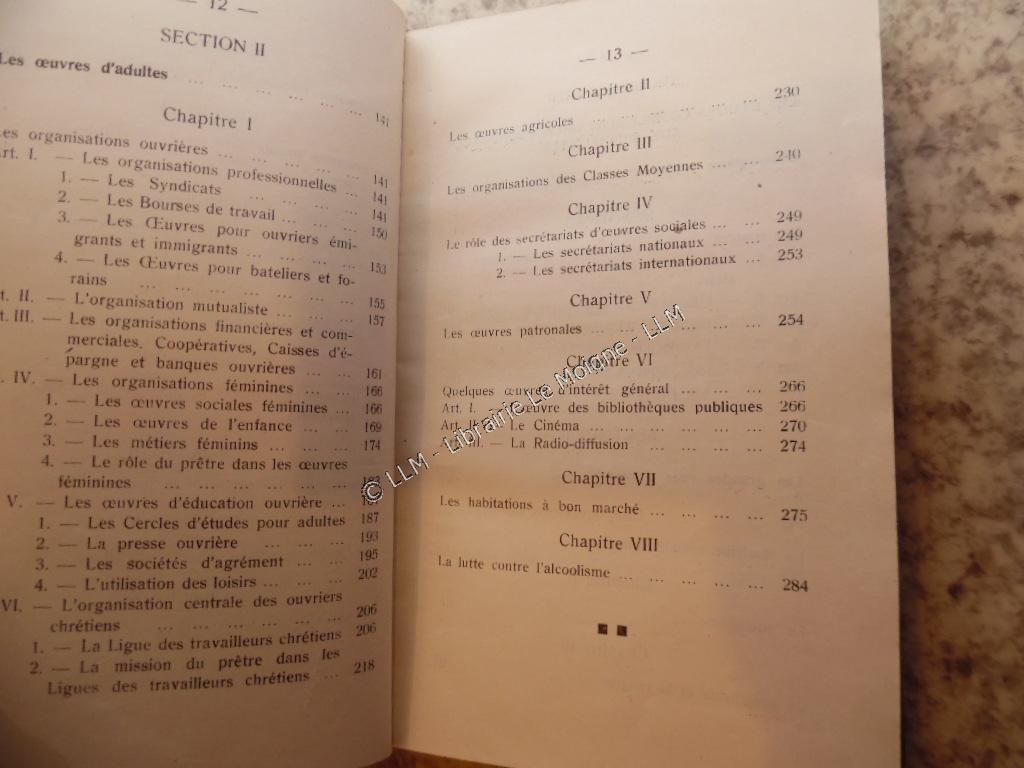 — 12 —
SECTION II
Les œuvres d'adultes ... ... ... ... ... ... 141
Chapitre I
Les organisations ouvrières ... ... ... ... 141
Art. I. — Les organisations professionnelles ... 141
1. — Les Syndicats ... ... ... ... 141
2. — Les Bourses de travail ... ... ... 150
3. — Les Œuvres pour ouvriers émi-
grants et immigrants ... ... ... ... 153
4. — Les Œuvres pour bateliers et fo-
rains ... ... ... ... ... ... 155
t. II. — L'organisation mutualiste ... ... ... 157
t. III. — Les organisations financières et com-
merciales. Coopératives, Caisses d'é-
pargne et banques ouvrières ... ... ... 161
. IV. — Les organisations féminines ... ... 166
1. — Les œuvres sociales féminines ... 166
2. — Les œuvres de l'enfance ... ... 169
3. — Les métiers féminins ... ... ... 174
4. — Le rôle du prêtre dans les œuvres
féminines ... ... ... ... ... ...
V. — Les œuvres d'éducation ouvrière ... ...
1. — Les Cercles d'études pour adultes 187
2. — La presse ouvrière ... ... ... 193
3. — Les sociétés d'agrément ... ... 195
4. — L'utilisation des loisirs ... ... ... 202
VI. — L'organisation centrale des ouvriers
chrétiens ... ... ... ... ... ... 206
1. — La Ligue des travailleurs chrétiens 206
2. — La mission du prêtre dans les
Ligues des travailleurs chrétiens ... 218
— 13 —
Chapitre II
Les œuvres agricoles ... ... ... ... ... 230
Chapitre III
Les organisations des Classes Moyennes ... ... 240
Chapitre IV
Le rôle des secrétariats d'œuvres sociales ... ... 249
1. — Les secrétariats nationaux ... ... 249
2. — Les secrétariats internationaux ... 253
Chapitre V
Les œuvres patronales ... ... ... ... ... 254
Chapitre VI
Quelques œuvres d'intérêt général ... ... ... 266
Art. I. œuvre des bibliothèques publiques 266
Art. Le Cinéma ... ... ... ... ... 270
— La Radio-diffusion ... ... ... ... 274
Chapitre VII
Les habitations à bon marché ... ... ... ... 275
Chapitre VIII
La lutte contre l'alcoolisme ... ... ... ... ... 284
© LLM - Librairie Le Moigne - LLM